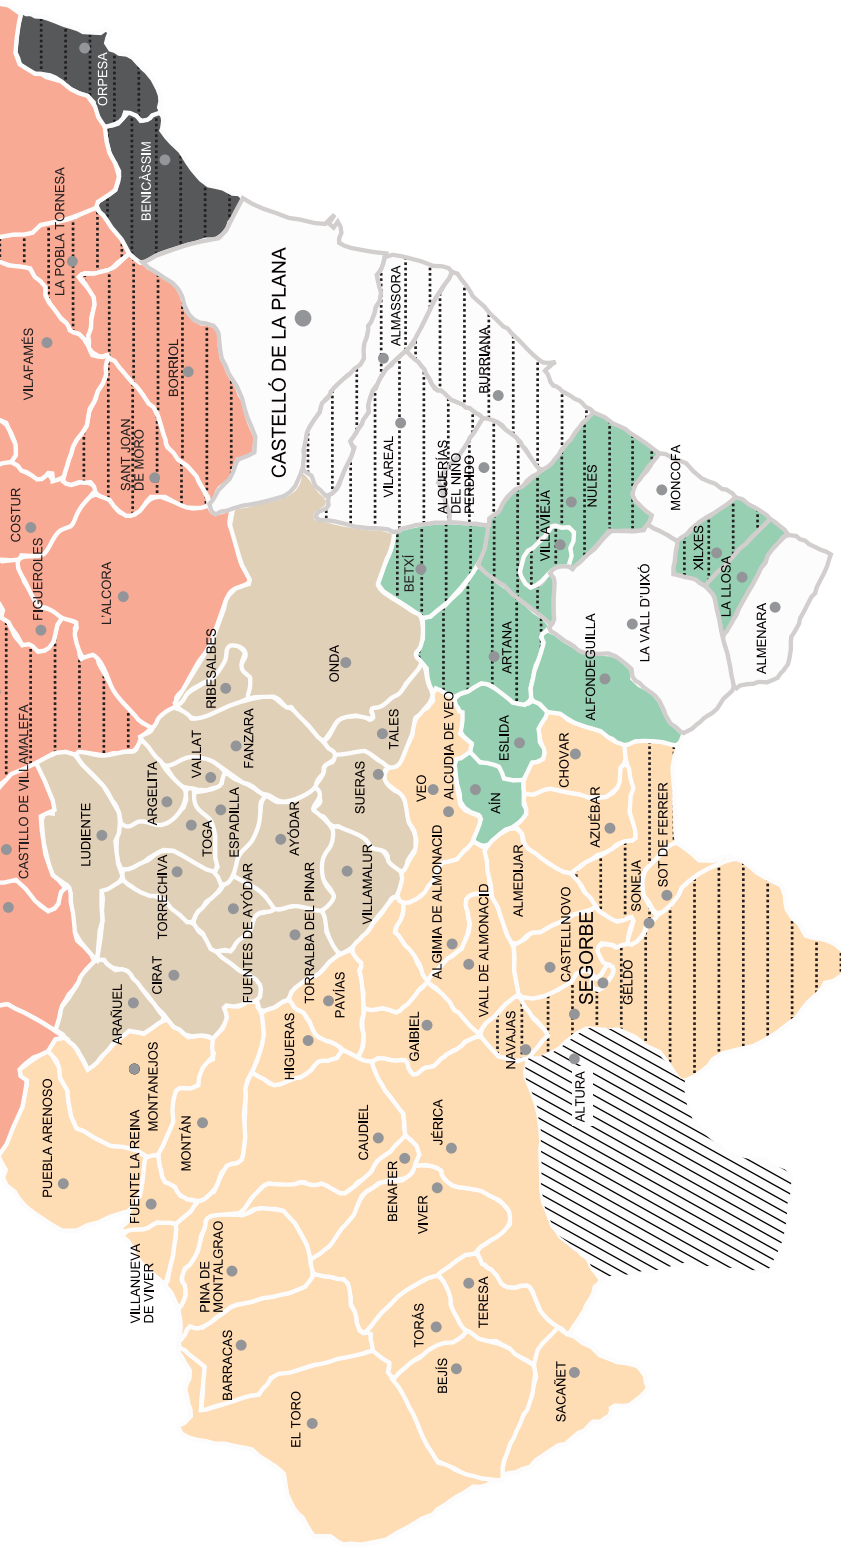 ORPESA
BENICÀSSIM
LA POBLA TORNESA
VILAFAMÉS
BORRIOL
SANT JOAN
DE MORÓ
COSTUR
FIGUEROLES
L'ALCORA
CASTELLÓ DE LA PLANA
ALMASSORA
BURRIANA
VILAREAL
ALQUERÍAS
DEL NIÑO
PERDIDO
NULES
VILLAVIEJA
MONCOFA
XILXES
LA LLOSA
ALMENARA
LA VALL D'UIXÓ
BETXÍ
ARTANA
ALFONDEGUILLA
ESLIDA
AÍN
ONDA
RIBESALBES
FANZARA
TALES
VALLAT
ARGELITA
ESPADILLA
TOGA
SUERAS
AYÓDAR
LUDIENTE
CASTILLO DE VILLAMALEFA
TORRECHIVA
VILLAMALUR
FUENTES DE AYÓDAR
TORRALBA DEL PINAR
CIRAT
ARAÑUEL
VEO
ALCUDIA DE VEO
CHOVAR
AZUÉBAR
SOT DE FERRER
SONEJA
ALMEDIJAR
ALGIMIA DE ALMONACID
VALL DE ALMONACID
CASTELLNOVO
SEGORBE
GELDO
PAVÍAS
HIGUERAS
GAIBIEL
NAVAJAS
ALTURA
MONTANEJOS
MONTÁN
PUEBLA ARENOSO
FUENTE LA REINA
CAUDIEL
JÉRICA
BENAFER
VIVER
VILLANUEVA
DE VIVER
PINA DE
MONTALGRAO
TERESA
TORÁS
BARRACAS
BEJÍS
SACAÑET
EL TORO